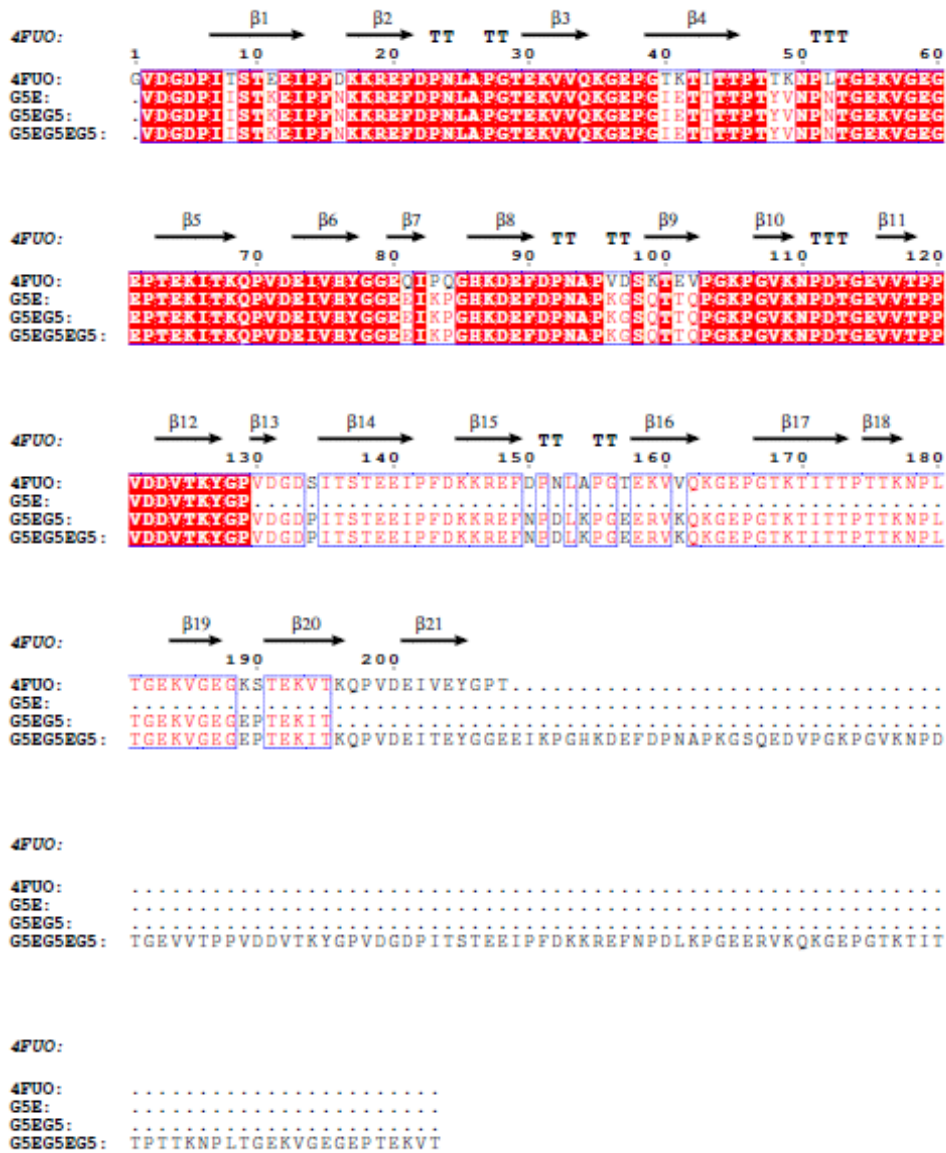 β1 β2 β3 β4
4FUO: TT TT TTT
1 10 20 30 40 50 60
4FUO: GVDGDPITSTEEIPFDKKREFDPNLAPGTEKVVQKGEPGTKTITTPTTKNPLTGEKVGEG
G5E: .VDGDPIISTKEIPFNKKREFDPNLAPGTEKVVQKGEPGIETTTTPTYVNPNTGEKVGEG
G5EG5: .VDGDPIISTKEIPFNKKREFDPNLAPGTEKVVQKGEPGIETTTTPTYVNPNTGEKVGEG
G5EG5EG5: .VDGDPIISTKEIPFNKKREFDPNLAPGTEKVVQKGEPGIETTTTPTYVNPNTGEKVGEG
β5 β6 β7 β8 β9 β10 β11
4FUO: TT TT TTT
70 80 90 100 110 120
4FUO: EPTEKITKQPVDEIVHYGGEQIPQGHKDEFDPNAPVDSKTEVPGKPGVKNPDTGEVVTPP
G5E: EPTEKITKQPVDEIVHYGGEEIKPGHKDEFDPNAPKGSQTTQPGKPGVKNPDTGEVVTPP
G5EG5: EPTEKITKQPVDEIVHYGGEEIKPGHKDEFDPNAPKGSQTTQPGKPGVKNPDTGEVVTPP
G5EG5EG5: EPTEKITKQPVDEIVHYGGEEIKPGHKDEFDPNAPKGSQTTQPGKPGVKNPDTGEVVTPP
β12 β13 β14 β15 β16 β17 β18
4FUO: TT TT
130 140 150 160 170 180
4FUO: VDDVTKYGPVDGDSITSTEEIPFDKKREFDPNLAPGTEKVVQKGEPGTKTITTPTTKNPL
G5E: VDDVTKYGP...................................................
G5EG5: VDDVTKYGPVDGDPITSTEEIPFDKKREFNPDLKPGEERVKQKGEPGTKTITTPTTKNPL
G5EG5EG5: VDDVTKYGPVDGDPITSTEEIPFDKKREFNPDLKPGEERVKQKGEPGTKTITTPTTKNPL
β19 β20 β21
4FUO:
190 200
4FUO: TGEKVGEGKSTEKVTKQPVDEIVEYGPT................................
G5E: ............................................................
G5EG5: TGEKVGEGEPTEKIT.............................................
G5EG5EG5: TGEKVGEGEPTEKITKQPVDEITEYGGEEIKPGHKDEFDPNAPKGSQEDVPGKPGVKNPD
4FUO:
4FUO: ............................................................
G5E: ............................................................
G5EG5: ............................................................
G5EG5EG5: TGEVVTPPVDDVTKYGPVDGDPITSTEEIPFDKKREFNPDLKPGEERVKQKGEPGTKTIT
4FUO:
4FUO: .......................
G5E: .......................
G5EG5: .......................
G5EG5EG5: TPTTKNPLTGEKVGEGEPTEKVT